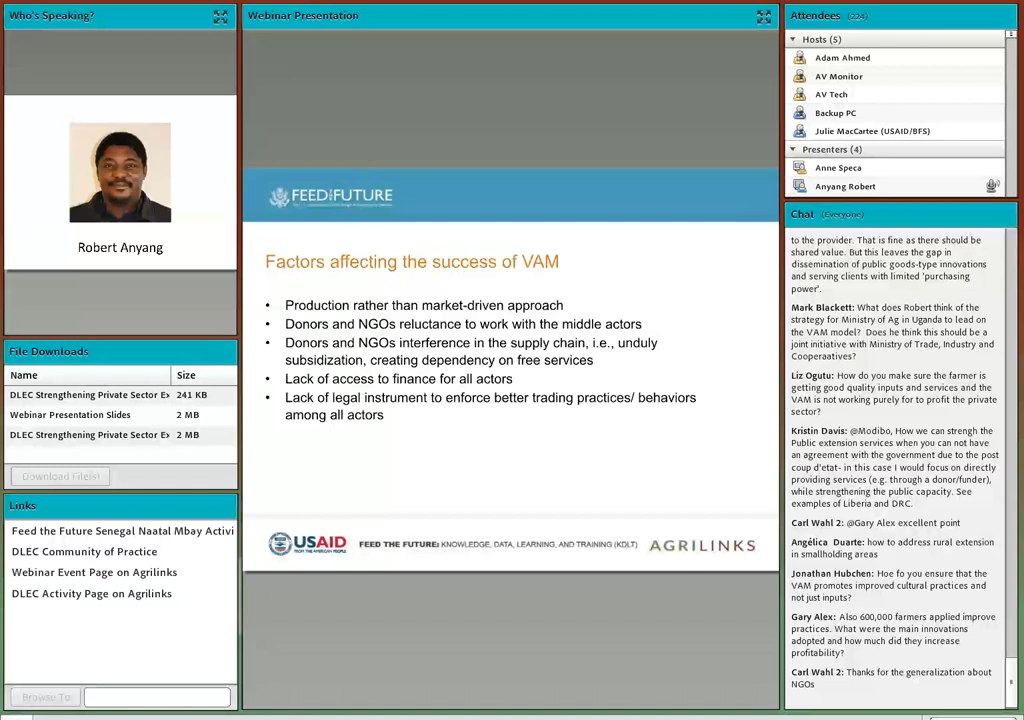 Who's Speaking?
Robert Anyang
File Downloads
Name Size
DLEC Strengthening Private Sector Ex 241 KB
Webinar Presentation Slides 2 MB
DLEC Strengthening Private Sector Ex 2 MB
Download File(s)
Links
Feed the Future Senegal Naatal Mbay Activi
DLEC Community of Practice
Webinar Event Page on Agrilinks
DLEC Activity Page on Agrilinks
Browse To
Webinar Presentation
FEED THE FUTURE
Factors affecting the success of VAM
• Production rather than market-driven approach
• Donors and NGOs reluctance to work with the middle actors
• Donors and NGOs interference in the supply chain, i.e., unduly
subsidization, creating dependency on free services
• Lack of access to finance for all actors
• Lack of legal instrument to enforce better trading practices/ behaviors
among all actors
USAID
FROM THE AMERICAN PEOPLE
FEED THE FUTURE: KNOWLEDGE, DATA, LEARNING, AND TRAINING (KDLT)
AGRILINKS
Attendees (224)
Hosts (5)
Adam Ahmed
AV Monitor
AV Tech
Backup PC
Julie MacCartee (USAID/BFS)
Presenters (4)
Anne Speca
Anyang Robert
Chat (Everyone)
to the provider. That is fine as there should be
shared value. But this leaves the gap in
dissemination of public goods-type innovations
and serving clients with limited 'purchasing
power'.
Mark Blackett: What does Robert think of the
strategy for Ministry of Ag in Uganda to lead on
the VAM model? Does he think this should be a
joint initiative with Ministry of Trade, Industry and
Cooperaatives?
Liz Ogutu: How do you make sure the farmer is
getting good quality inputs and services and the
VAM is not working purely for to profit the private
sector?
Kristin Davis: @Modibo, How we can strengh the
Public extension services when you can not have
an agreement with the government due to the post
coup d'etat- in this case I would focus on directly
providing services (e.g. through a donor/funder),
while strengthening the public capacity. See
examples of Liberia and DRC.
Carl Wahl 2: @Gary Alex excellent point
Angélica Duarte: how to address rural extension
in smallholding areas
Jonathan Hubchen: Hoe fo you ensure that the
VAM promotes improved cultural practices and
not just inputs?
Gary Alex: Also 600,000 farmers applied improve
practices. What were the main innovations
adopted and how much did they increase
profitability?
Carl Wahl 2: Thanks for the generalization about
NGOs